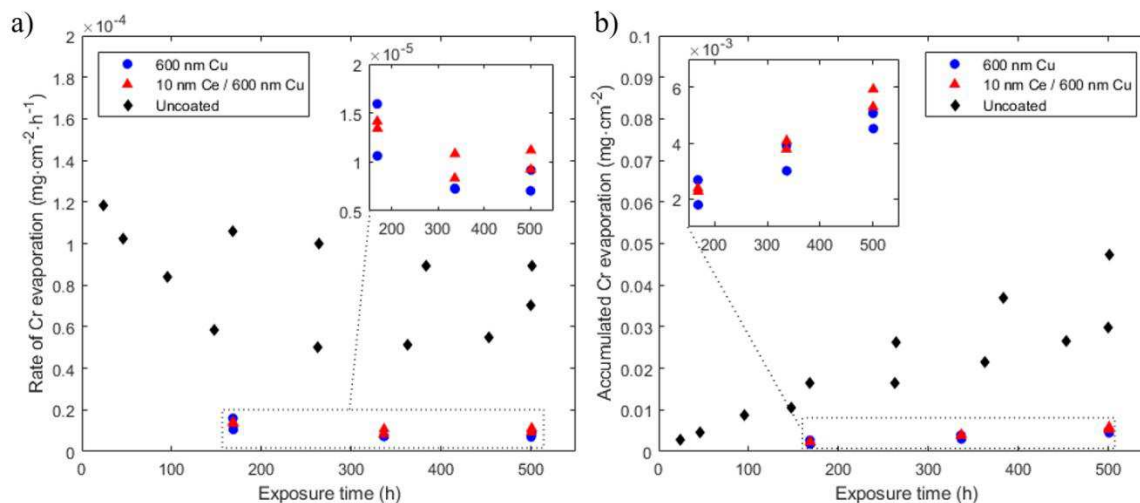 a)
× 10⁻⁴
2
1.8
1.6
1.4
1.2
1
0.8
0.6
0.4
0.2
0
Rate of Cr evaporation (mg·cm⁻²·h⁻¹)
600 nm Cu
10 nm Ce / 600 nm Cu
Uncoated
× 10⁻⁵
2
1.5
1
0.5
200 300 400 500
0 100 200 300 400 500
Exposure time (h)
b)
0.1
0.09
0.08
0.07
0.06
0.05
0.04
0.03
0.02
0.01
0
Accumulated Cr evaporation (mg·cm⁻²)
× 10⁻³
6
4
2
200 300 400 500
600 nm Cu
10 nm Ce / 600 nm Cu
Uncoated
0 100 200 300 400 500
Exposure time (h)